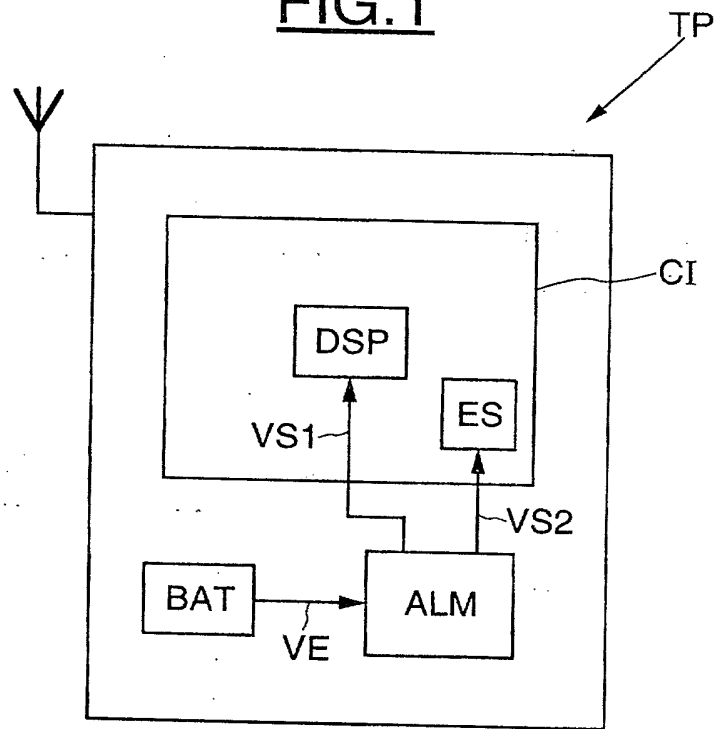 FIG.1
TP
CI
DSP
ES
VS1
VS2
BAT
ALM
VE